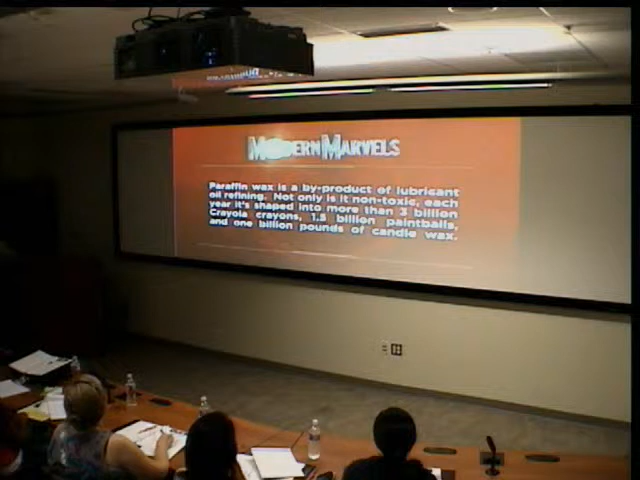 Modern Marvels
Paraffin wax is a by-product of lubricant
oil refining. Not only is it non-toxic, each
year it's shaped into more than 3 billion
Crayola crayons, 1.5 billion paintballs,
and one billion pounds of candle wax.